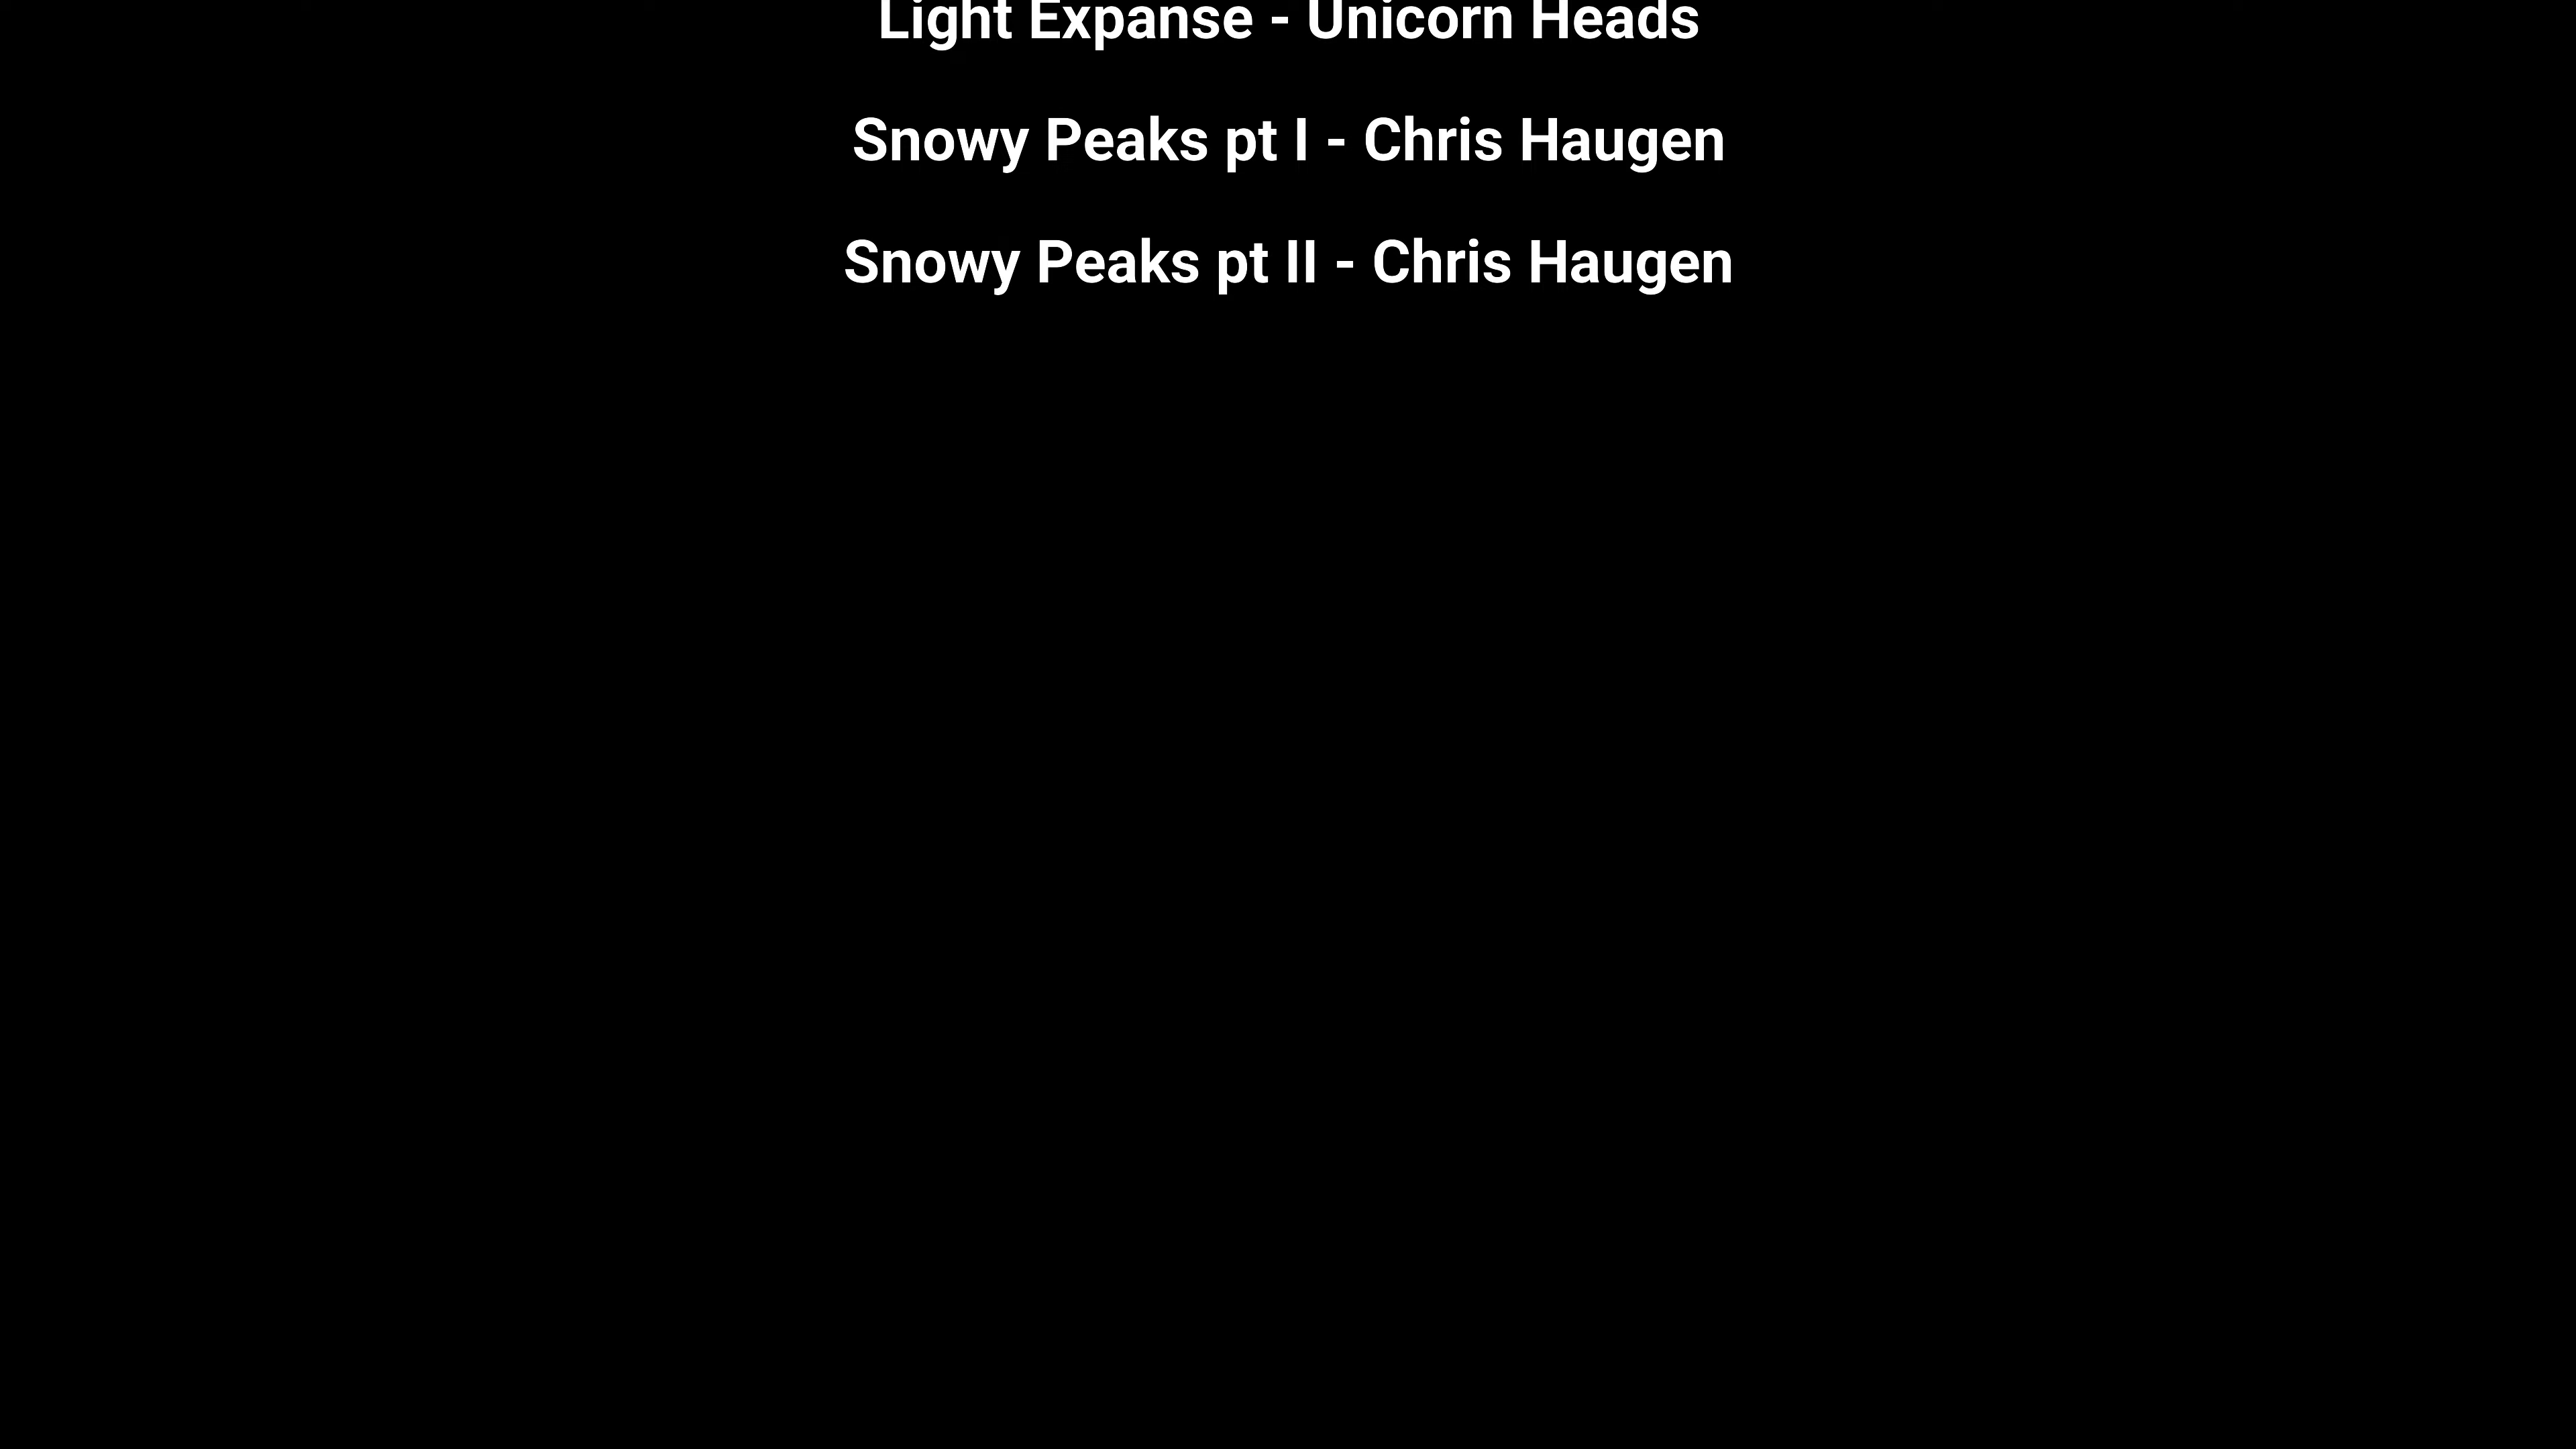 Light Expanse - Unicorn Heads
Snowy Peaks pt I - Chris Haugen
Snowy Peaks pt II - Chris Haugen